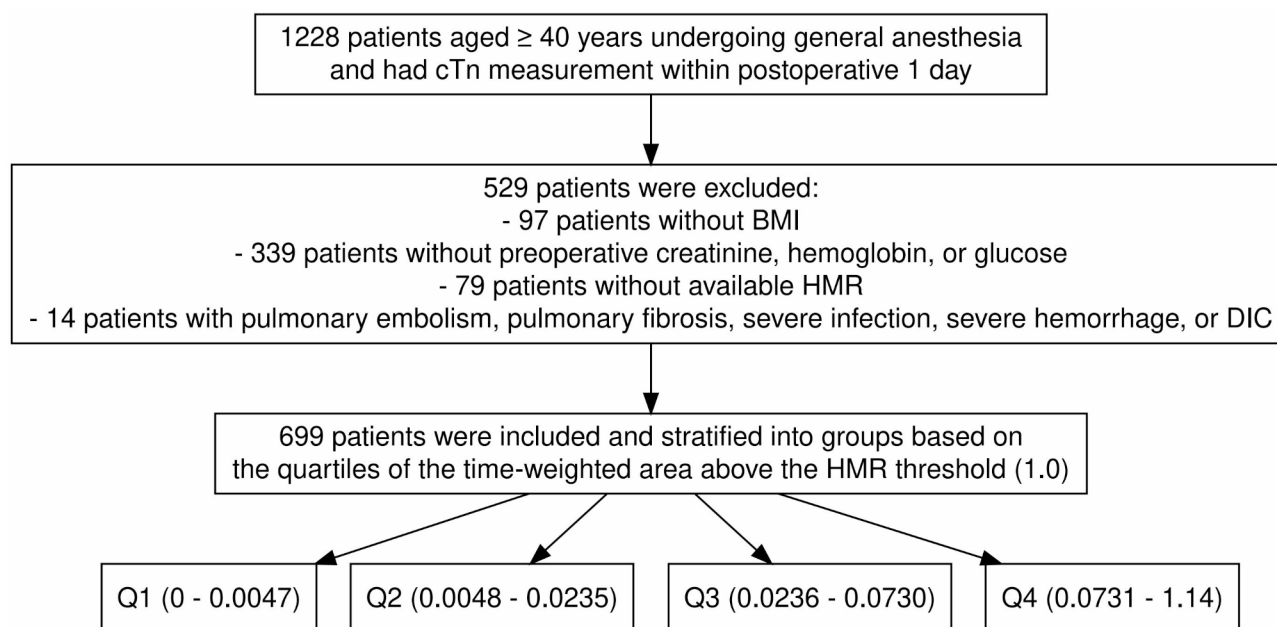 1228 patients aged ≥ 40 years undergoing general anesthesia
and had cTn measurement within postoperative 1 day
529 patients were excluded:
- 97 patients without BMI
- 339 patients without preoperative creatinine, hemoglobin, or glucose
- 79 patients without available HMR
- 14 patients with pulmonary embolism, pulmonary fibrosis, severe infection, severe hemorrhage, or DIC
699 patients were included and stratified into groups based on
the quartiles of the time-weighted area above the HMR threshold (1.0)
Q1 (0 - 0.0047)
Q2 (0.0048 - 0.0235)
Q3 (0.0236 - 0.0730)
Q4 (0.0731 - 1.14)